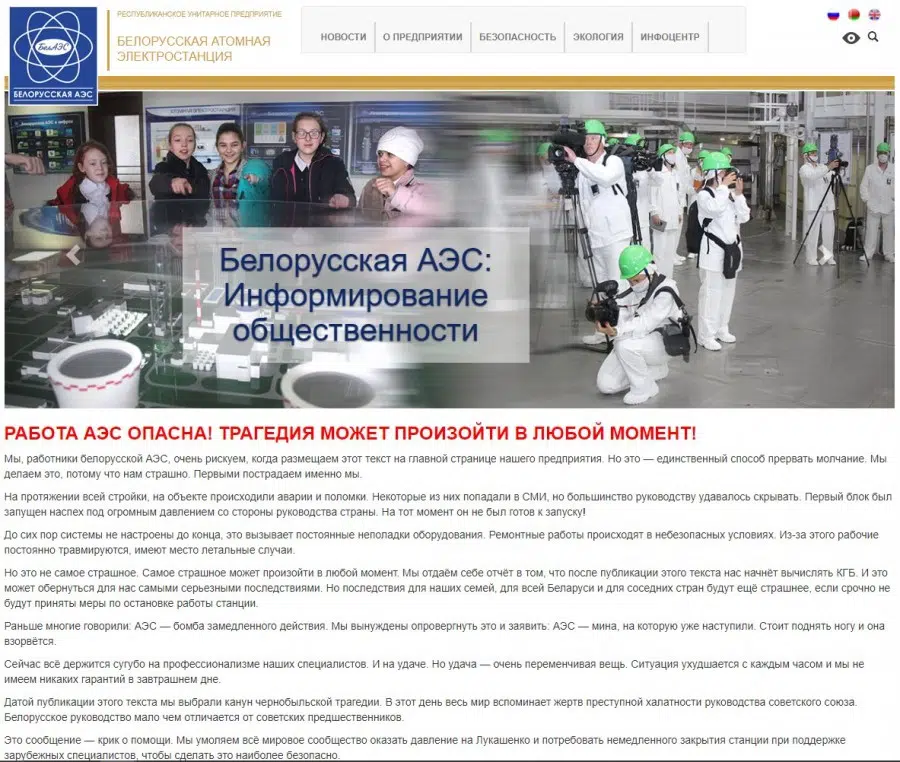 РЕСПУБЛИКАНСКОЕ УНИТАРНОЕ ПРЕДПРИЯТИЕ
БЕЛОРУССКАЯ АТОМНАЯ
ЭЛЕКТРОСТАНЦИЯ
БелАЭС
БЕЛОРУССКАЯ АЭС
НОВОСТИ
О ПРЕДПРИЯТИИ
БЕЗОПАСНОСТЬ
ЭКОЛОГИЯ
ИНФОЦЕНТР
Белорусская АЭС:
Информирование
общественности
РАБОТА АЭС ОПАСНА! ТРАГЕДИЯ МОЖЕТ ПРОИЗОЙТИ В ЛЮБОЙ МОМЕНТ!
Мы, работники белорусской АЭС, очень рискуем, когда размещаем этот текст на главной странице нашего предприятия. Но это — единственный способ прервать молчание. Мы
делаем это, потому что нам страшно. Первыми пострадаем именно мы.
На протяжении всей стройки, на объекте происходили аварии и поломки. Некоторые из них попадали в СМИ, но большинство руководству удавалось скрывать. Первый блок был
запущен наспех под огромным давлением со стороны руководства страны. На тот момент он не был готов к запуску!
До сих пор системы не настроены до конца, это вызывает постоянные неполадки оборудования. Ремонтные работы происходят в небезопасных условиях. Из-за этого рабочие
постоянно травмируются, имеют место летальные случаи.
Но это не самое страшное. Самое страшное может произойти в любой момент. Мы отдаём себе отчёт в том, что после публикации этого текста нас начнёт вычислять КГБ. И это
может обернуться для нас самыми серьезными последствиями. Но последствия для наших семей, для всей Беларуси и для соседних стран будут ещё страшнее, если срочно не
будут приняты меры по остановке работы станции.
Раньше многие говорили: АЭС — бомба замедленного действия. Мы вынуждены опровергнуть это и заявить: АЭС — мина, на которую уже наступили. Стоит поднять ногу и она
взорвётся.
Сейчас всё держится сугубо на профессионализме наших специалистов. И на удаче. Но удача — очень переменчивая вещь. Ситуация ухудшается с каждым часом и мы не
имеем никаких гарантий в завтрашнем дне.
Датой публикации этого текста мы выбрали канун чернобыльской трагедии. В этот день весь мир вспоминает жертв преступной халатности руководства советского союза.
Белорусское руководство мало чем отличается от советских предшественников.
Это сообщение — крик о помощи. Мы умоляем всё мировое сообщество оказать давление на Лукашенко и потребовать немедленного закрытия станции при поддержке
зарубежных специалистов, чтобы сделать это наиболее безопасно.